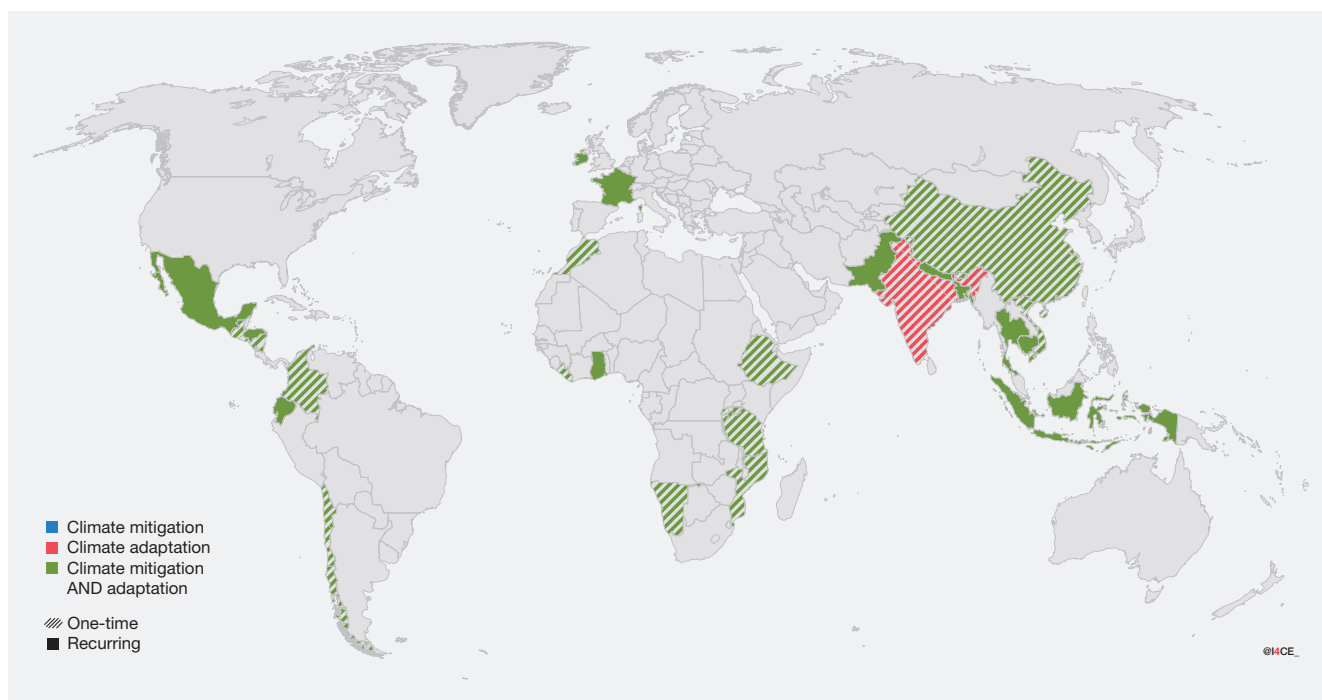 Climate mitigation
Climate adaptation
Climate mitigation
AND adaptation
One-time
Recurring
@I4CE_